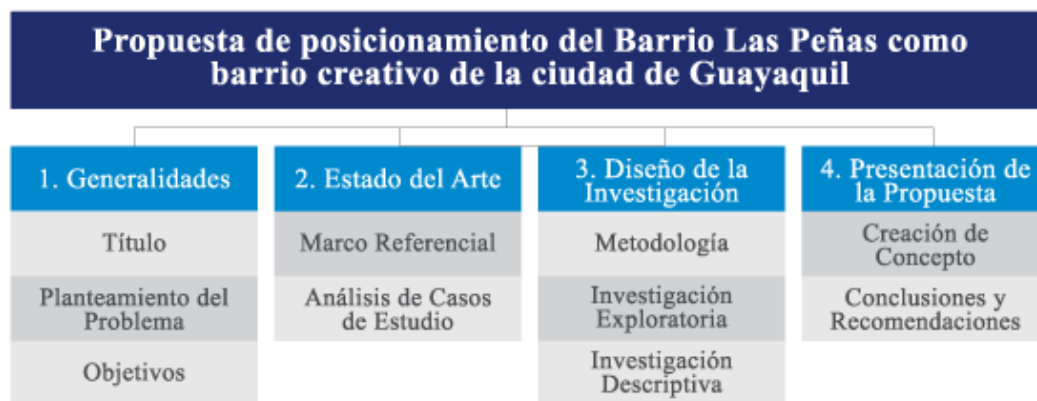 Propuesta de posicionamiento del Barrio Las Peñas como
barrio creativo de la ciudad de Guayaquil
1. Generalidades
Título
Planteamiento del
Problema
Objetivos
2. Estado del Arte
Marco Referencial
Análisis de Casos
de Estudio
3. Diseño de la
Investigación
Metodología
Investigación
Exploratoria
Investigación
Descriptiva
4. Presentación de
la Propuesta
Creación de
Concepto
Conclusiones y
Recomendaciones